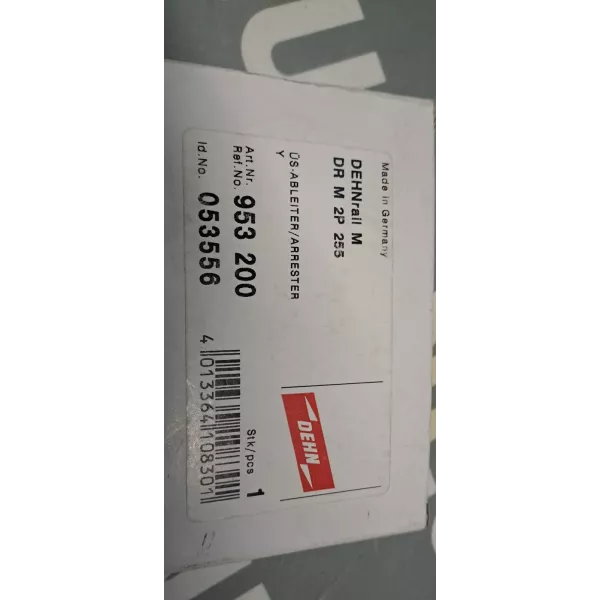 Made in Germany
DEHNrail M
DR M 2P 255
ÜS-ABLEITER/ARRESTER
Y
Art.Nr.
Ref.No. 953 200
Id.No. 053556
Stk/pcs 1
4 013364 108301
DEHN
U